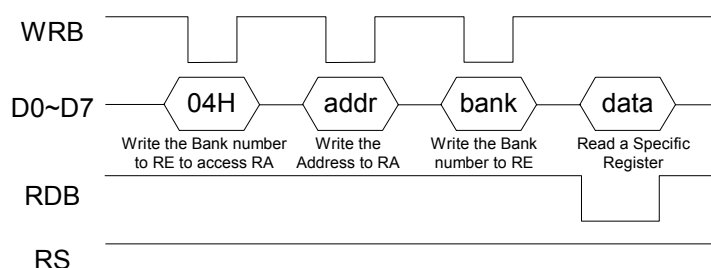 WRB
D0~D7
04H addr bank data
Write the Bank number Write the Write the Bank Read a Specific
to RE to access RA Address to RA number to RE Register
RDB
RS